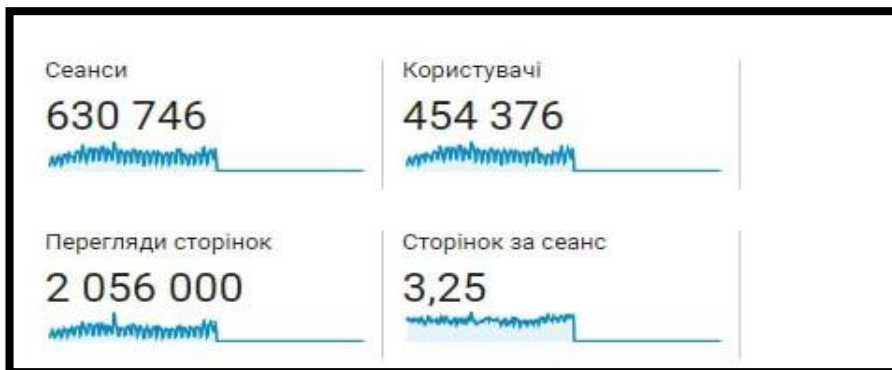 Сеанси
630 746
Користувачі
454 376
Перегляди сторінок
2 056 000
Сторінок за сеанс
3,25